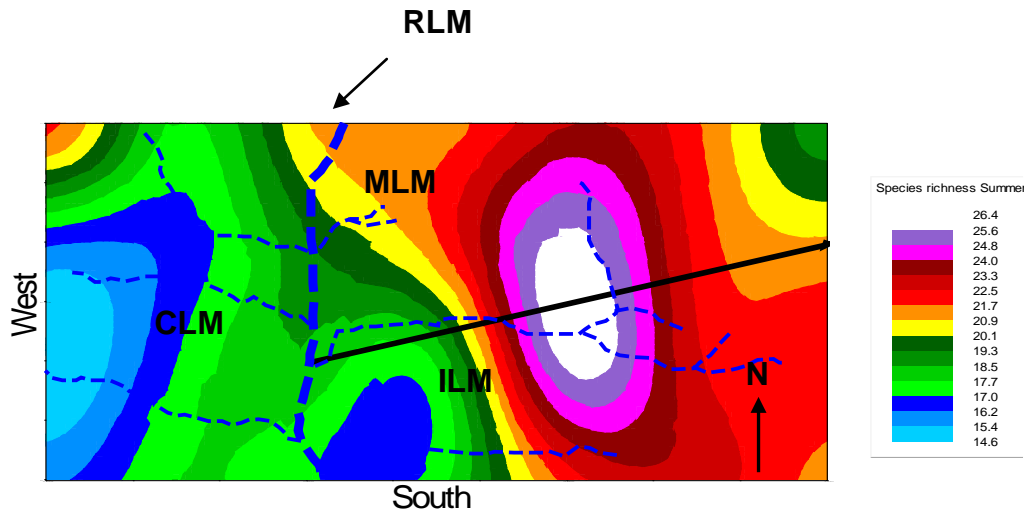 RLM
MLM
West
CLM
ILM
N
South
Species richness Summer
26.4
25.6
24.8
24.0
23.3
22.5
21.7
20.9
20.1
19.3
18.5
17.7
17.0
16.2
15.4
14.6